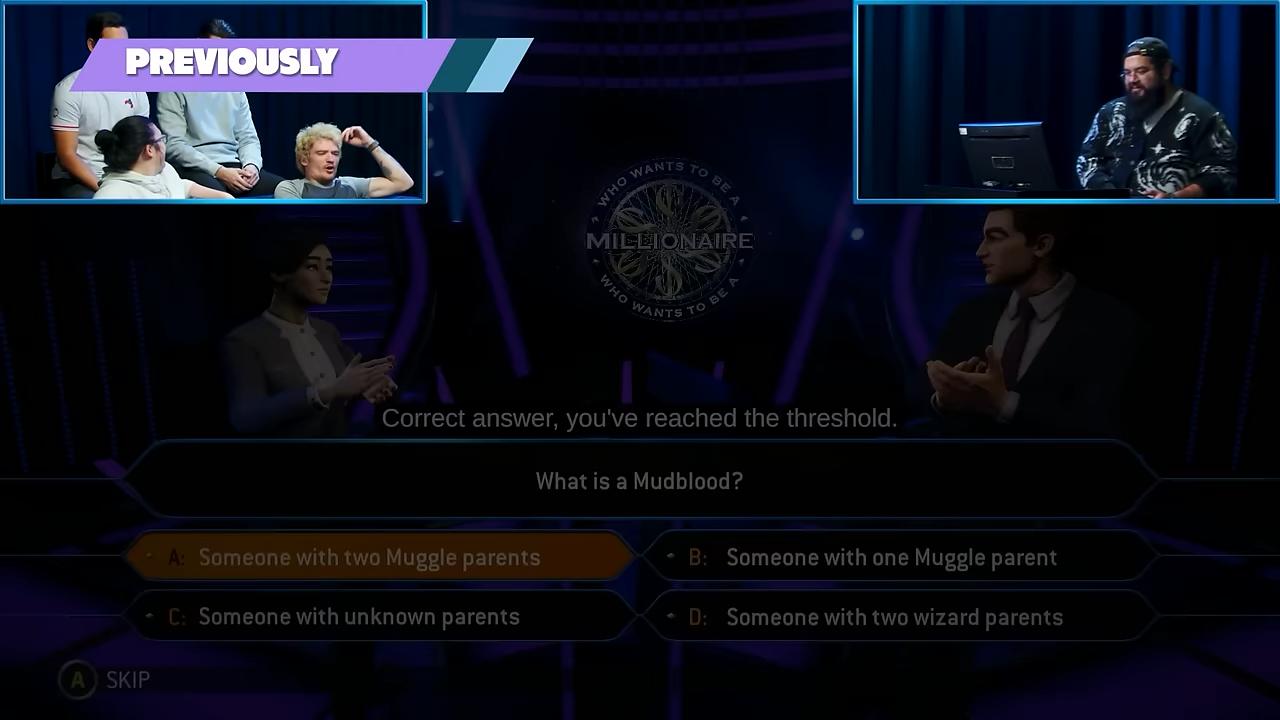 PREVIOUSLY
WHO WANTS TO BE A
MILLIONAIRE
WHO WANTS TO BE A
Correct answer, you've reached the threshold.
What is a Mudblood?
A: Someone with two Muggle parents
B: Someone with one Muggle parent
C: Someone with unknown parents
D: Someone with two wizard parents
A SKIP